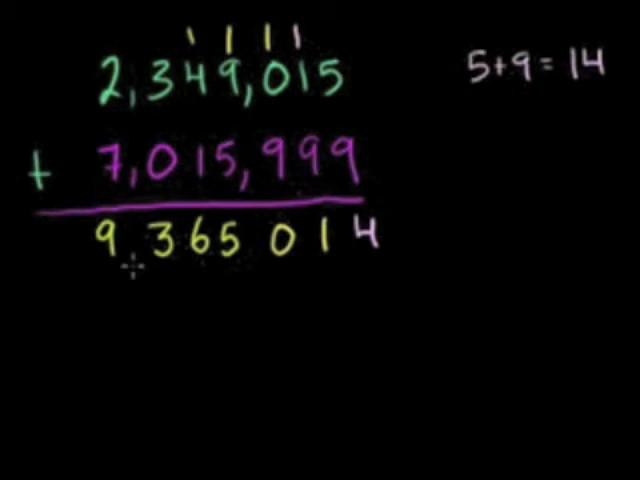 1 1 1 1
2,349,015
5+9=14
+ 7,015,999
9 365 014